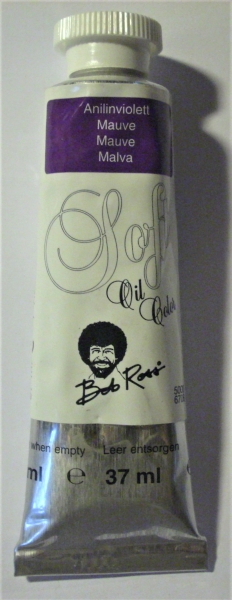 Anilinviolett
Mauve
Mauve
Malva
Soft
Oil
Color
Bob Ross
when empty Leer entsorgen
ml ℮ 37 ml